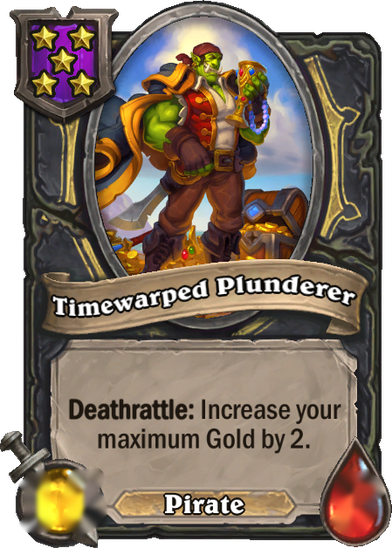 Timewarped Plunderer
Deathrattle: Increase your
maximum Gold by 2.
Pirate